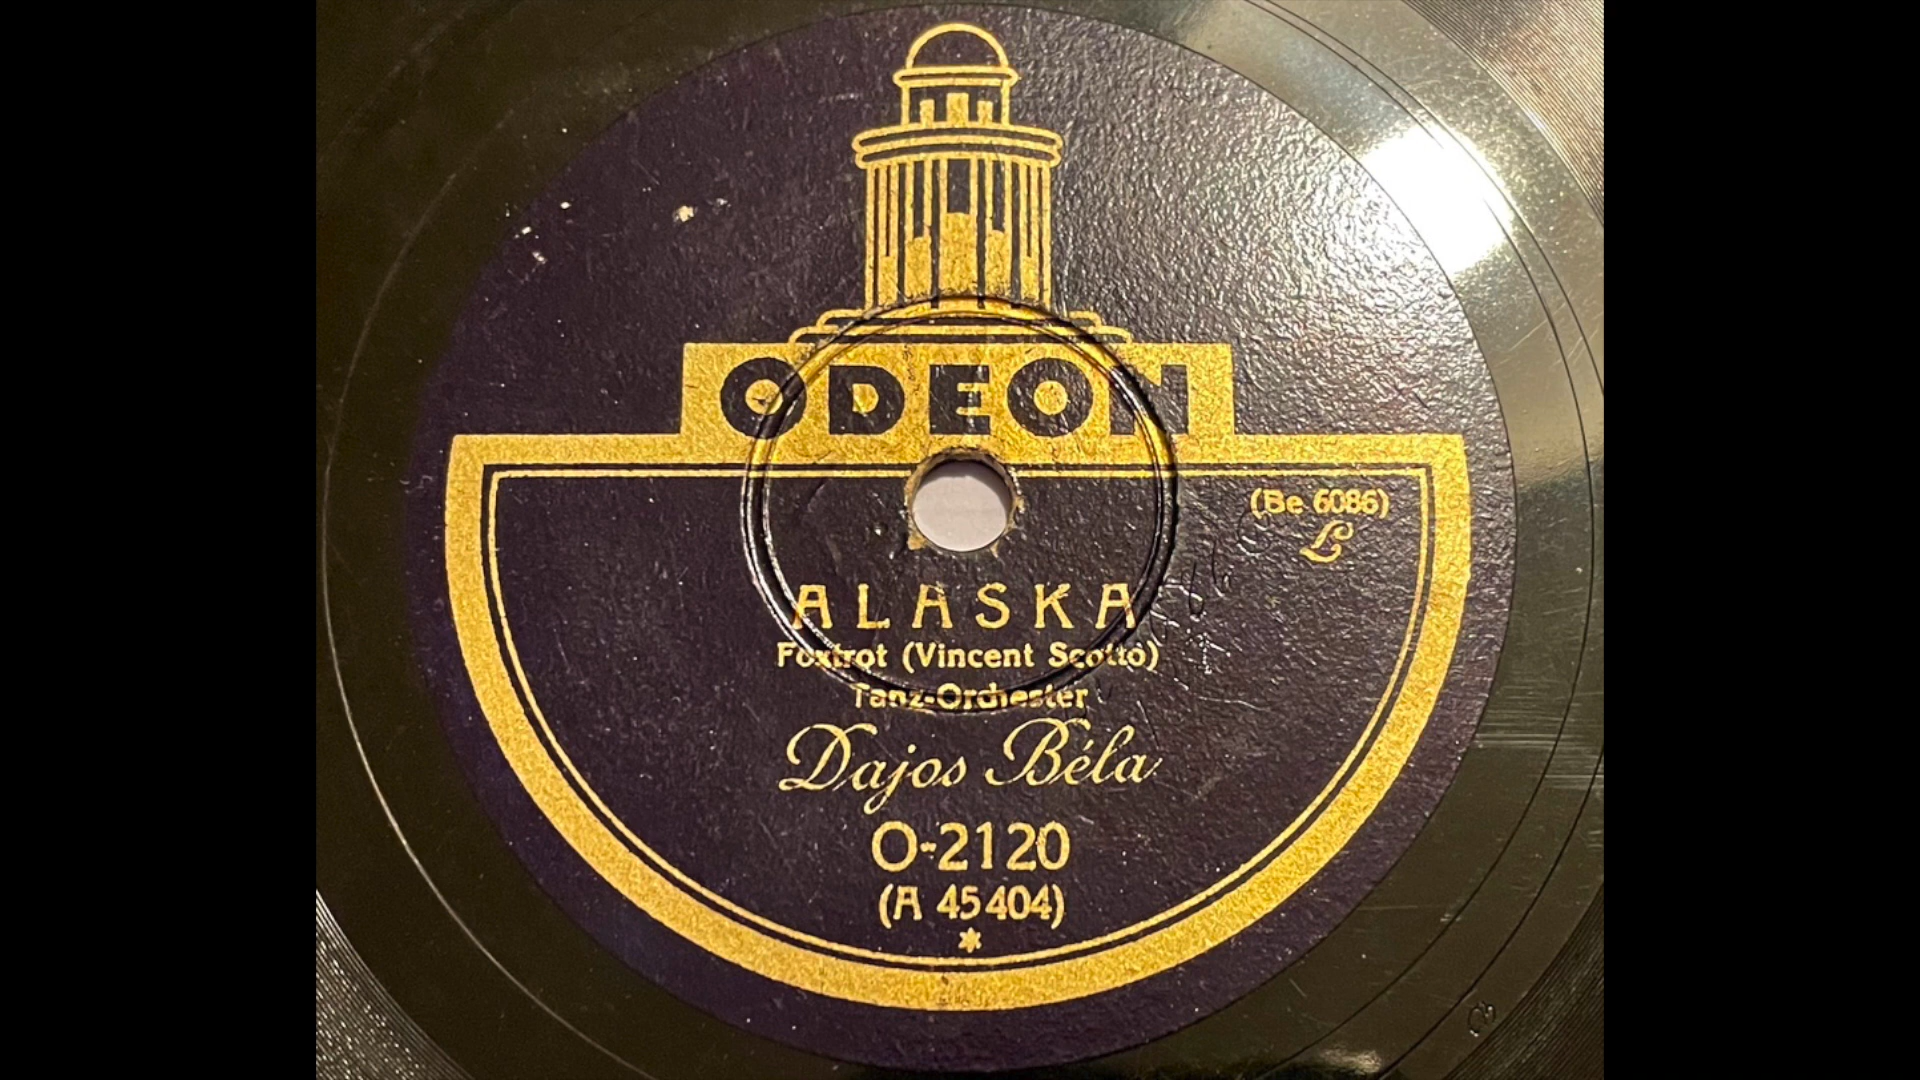 ODEON
(Be 6086)
L
ALASKA
Foxtrot (Vincent Scotto)
Tanz-Orchester
Dajos Béla
O-2120
(A 45404)
*